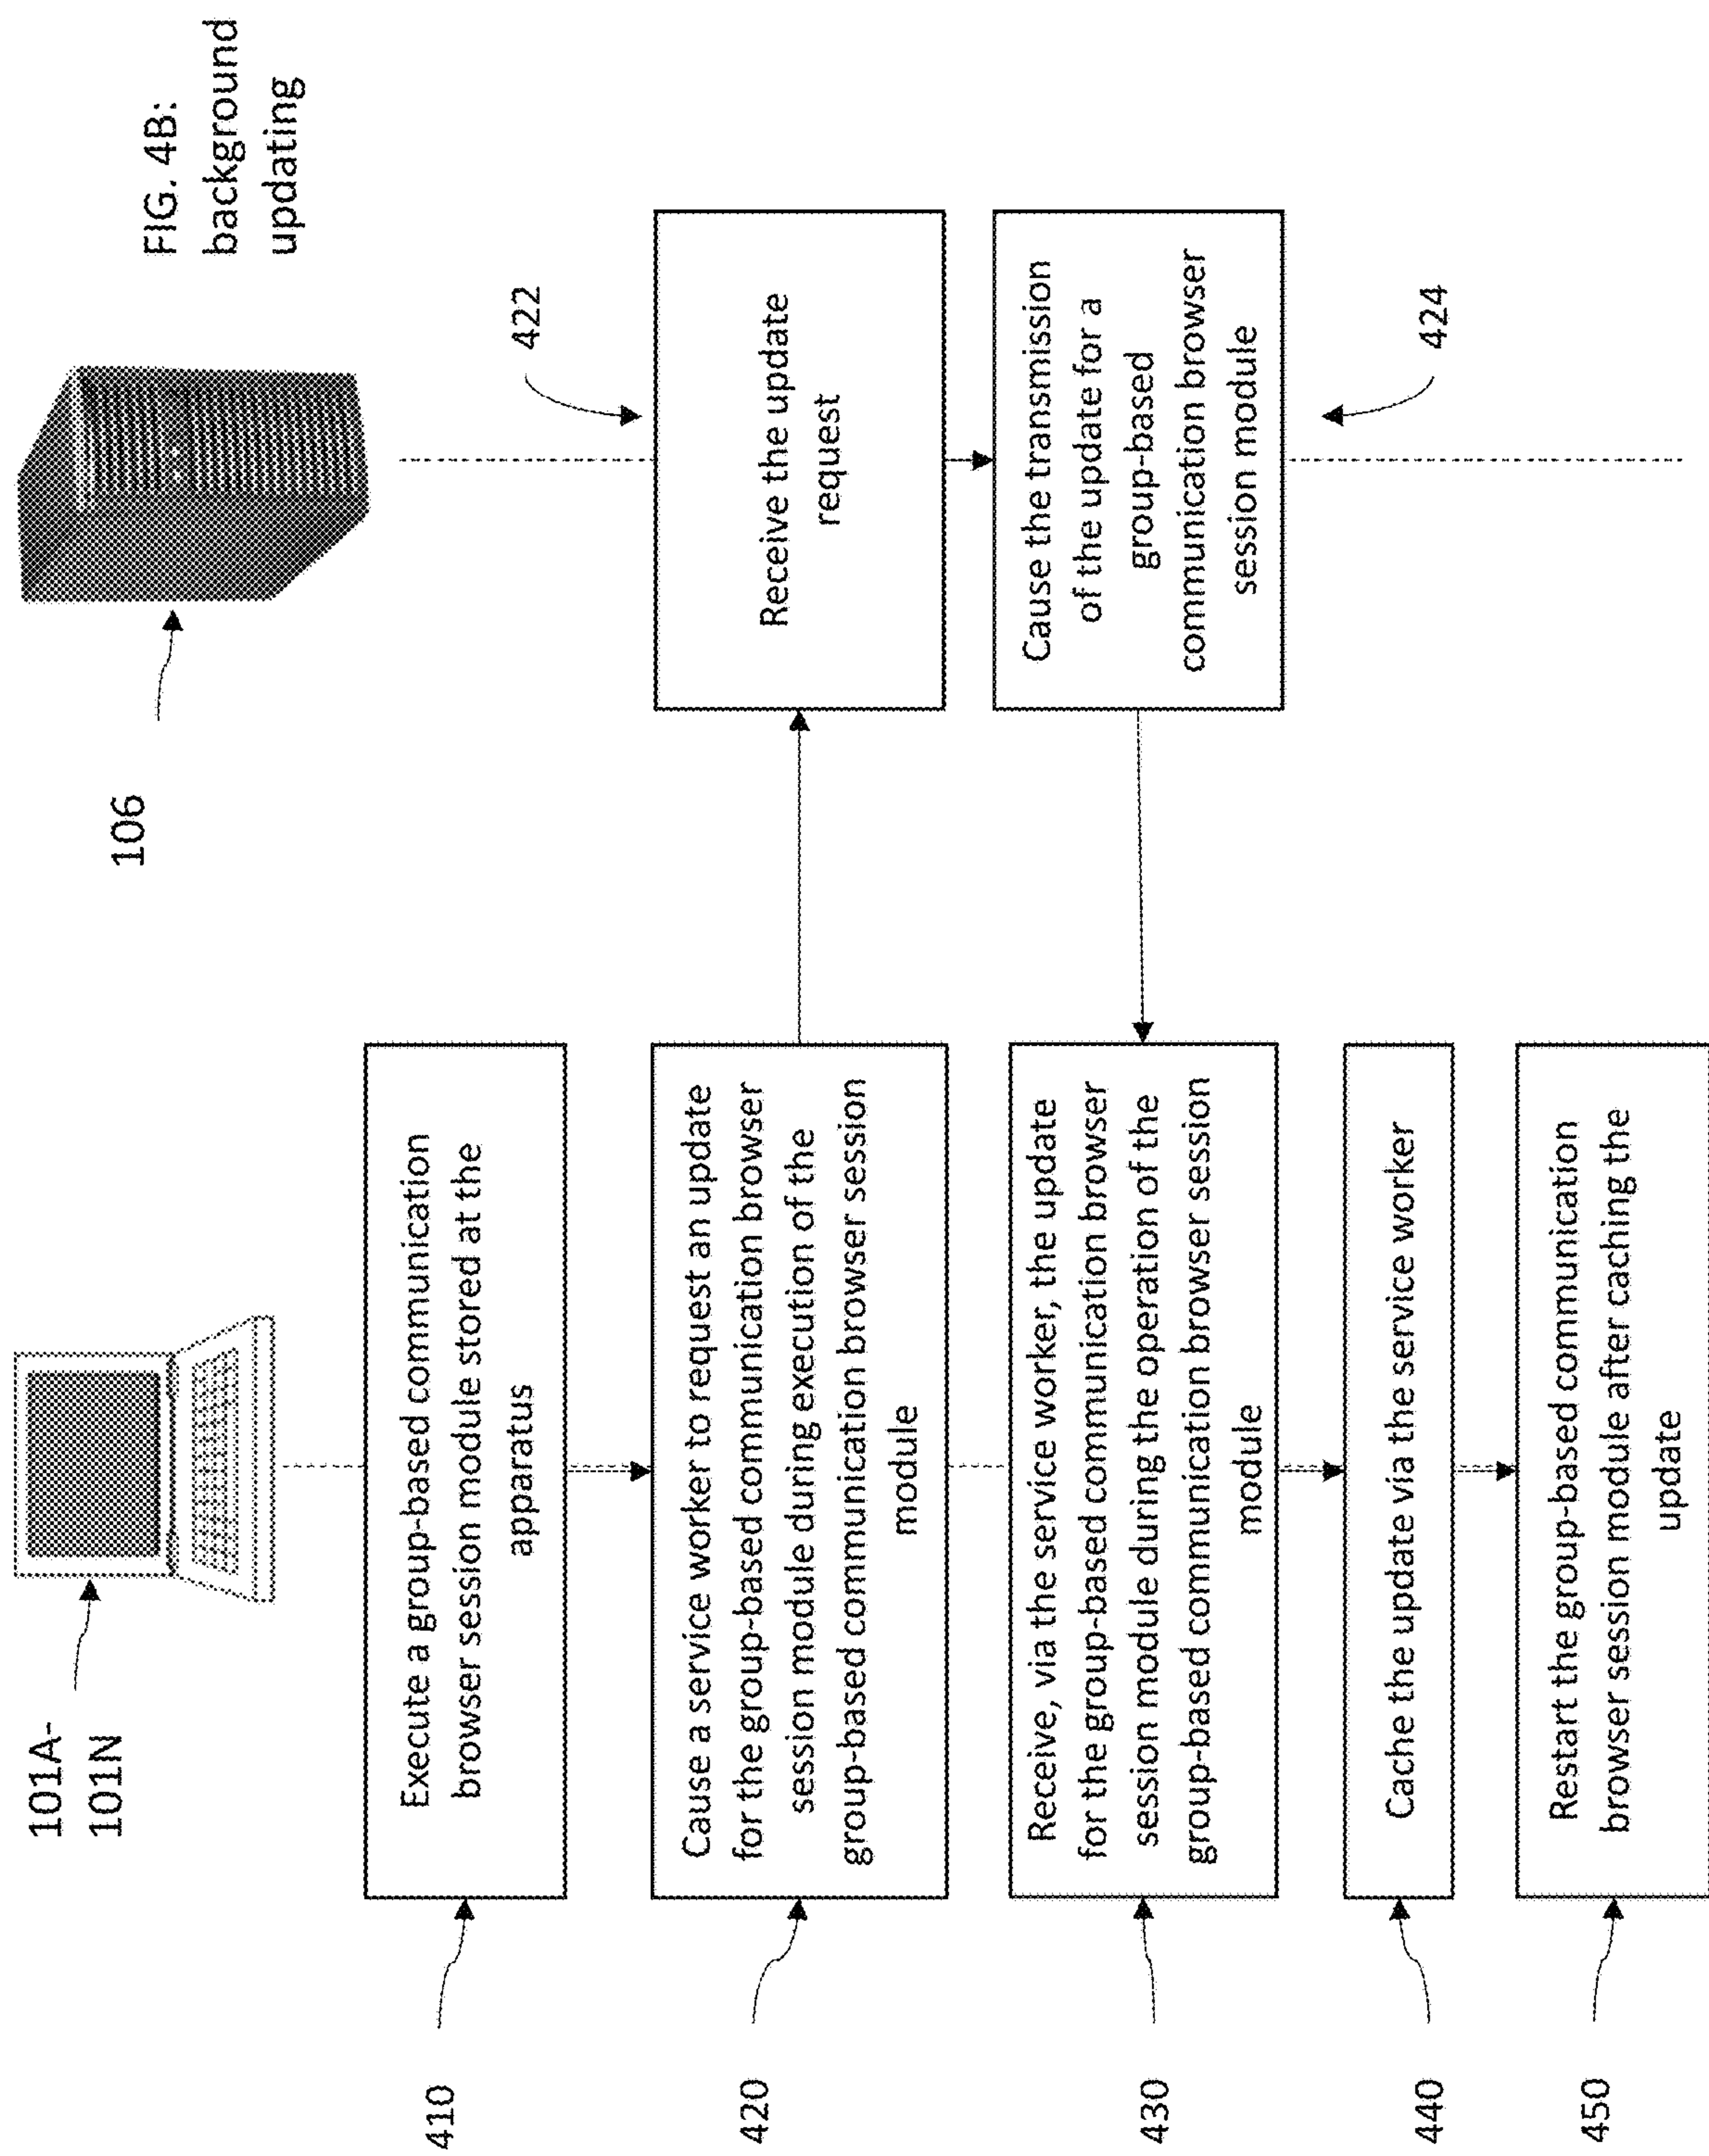 FIG. 4B:
background
updating
101A-
101N
106
410
Execute a group-based communication
browser session module stored at the
apparatus
420
Cause a service worker to request an update
for the group-based communication browser
session module during execution of the
group-based communication browser session
module
422
Receive the update
request
424
Cause the transmission
of the update for a
group-based
communication browser
session module
430
Receive, via the service worker, the update
for the group-based communication browser
session module during the operation of the
group-based communication browser session
module
440
Cache the update via the service worker
450
Restart the group-based communication
browser session module after caching the
update